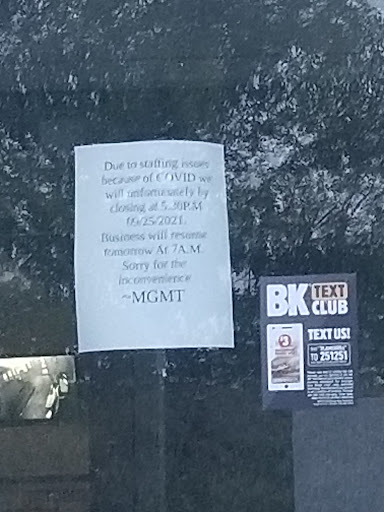 Due to staffing issues
because of COVID we
will unfortunately by
closing at 5:30P.M
09/25/2021.
Business will resume
tomorrow At 7A.M.
Sorry for the
inconvenience
~MGMT
BK TEXT
CLUB
TEXT US!
TO 251251